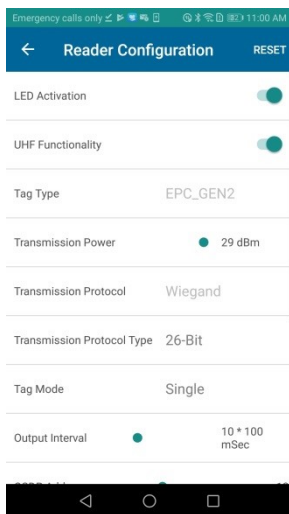 Emergency calls only 11:00 AM
Reader Configuration RESET
LED Activation
UHF Functionality
Tag Type EPC_GEN2
Transmission Power 29 dBm
Transmission Protocol Wiegand
Transmission Protocol Type 26-Bit
Tag Mode Single
Output Interval 10 * 100
mSec